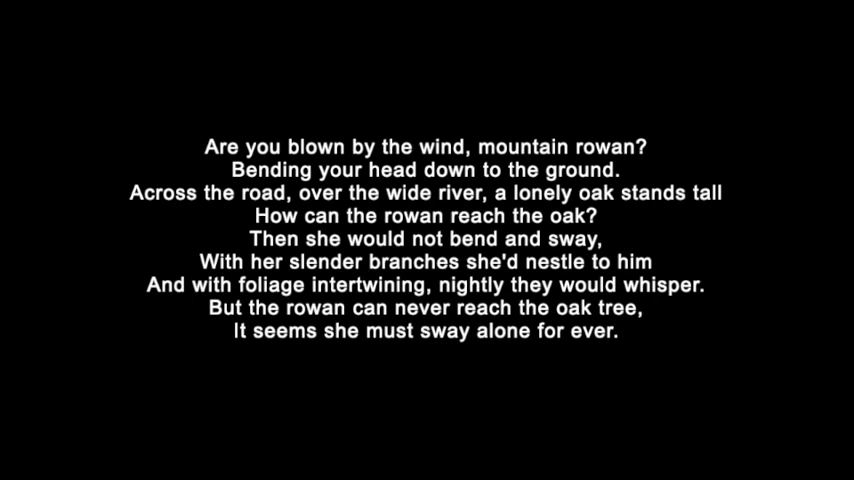 Are you blown by the wind, mountain rowan?
Bending your head down to the ground.
Across the road, over the wide river, a lonely oak stands tall
How can the rowan reach the oak?
Then she would not bend and sway,
With her slender branches she'd nestle to him
And with foliage intertwining, nightly they would whisper.
But the rowan can never reach the oak tree,
It seems she must sway alone for ever.